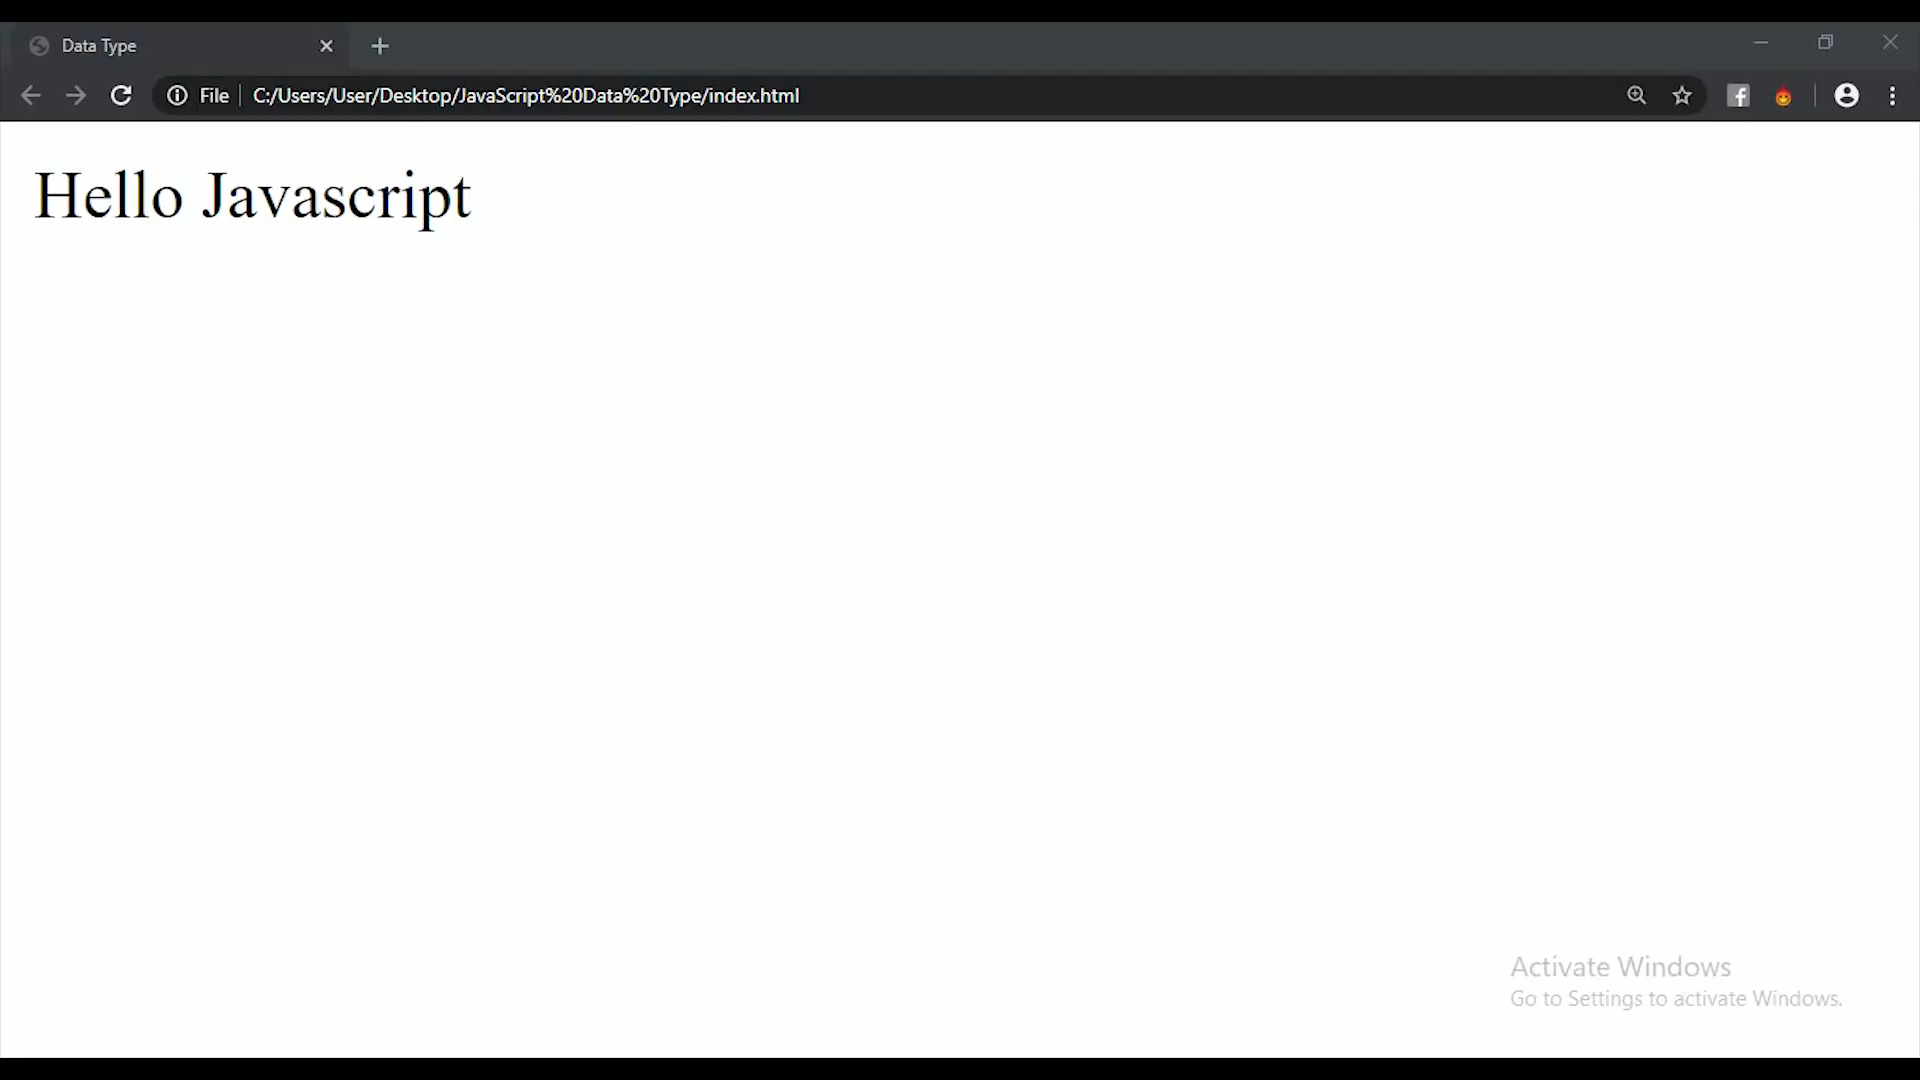 Data Type
File C:/Users/User/Desktop/JavaScript%20Data%20Type/index.html
Hello Javascript
Activate Windows
Go to Settings to activate Windows.